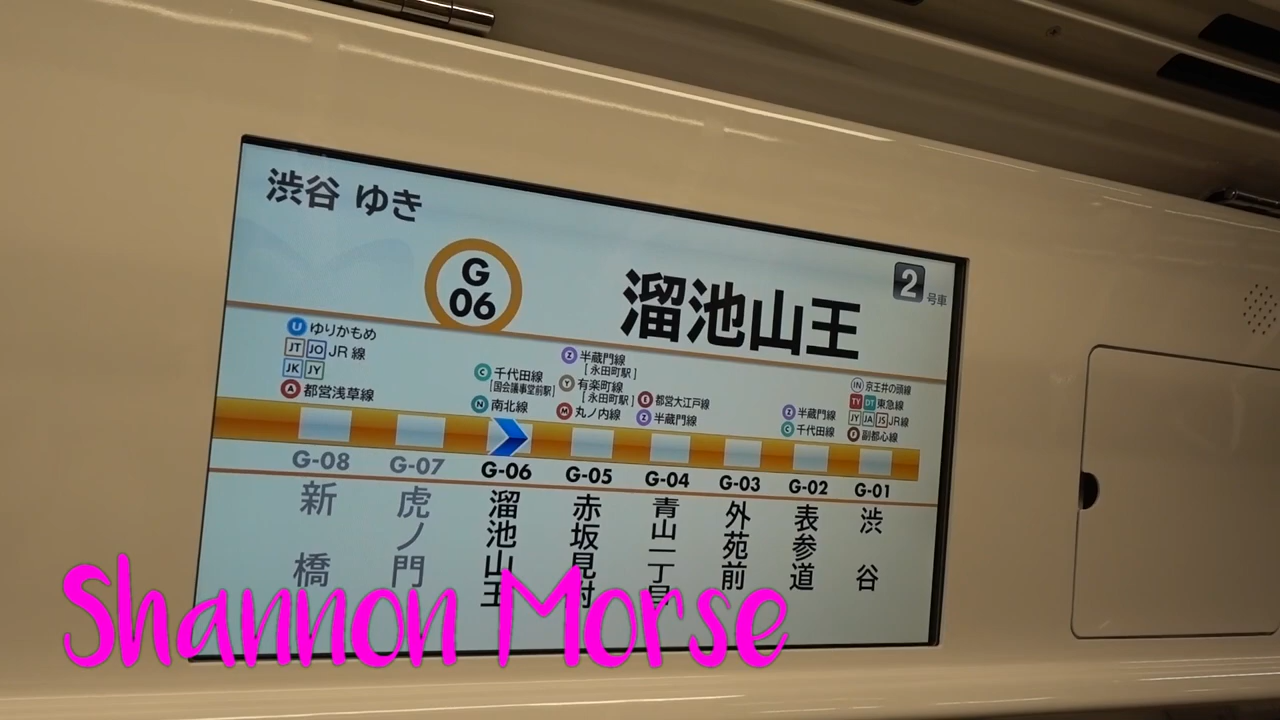 渋谷 ゆき
G
06
溜池山王
2 号車
U ゆりかもめ
JT JO JR 線
JK JY
A 都営浅草線
C 千代田線
[国会議事堂前駅]
N 南北線
Z 半蔵門線
[永田町駅]
Y 有楽町線
[永田町駅]
M 丸ノ内線
E 都営大江戸線
Z 半蔵門線
Z 半蔵門線
C 千代田線
IN 京王井の頭線
TY DT 東急線
JY JA JS JR線
F 副都心線
G-08 G-07 G-06 G-05 G-04 G-03 G-02 G-01
新橋
虎ノ門
溜池山王
赤坂見附
青山一丁目
外苑前
表参道
渋谷
Shannon Morse